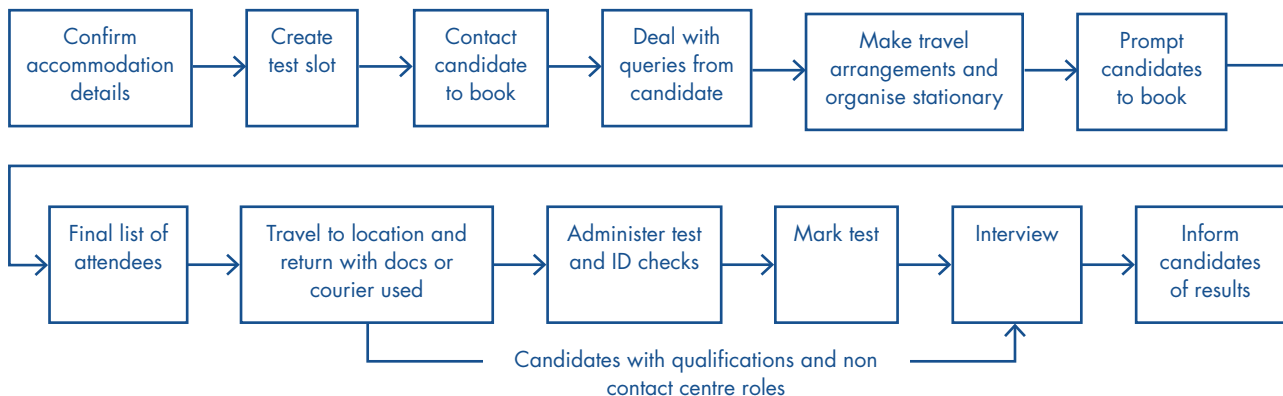 Confirm
accommodation
details
Create
test slot
Contact
candidate
to book
Deal with
queries from
candidate
Make travel
arrangements and
organise stationary
Prompt
candidates
to book
Final list of
attendees
Travel to location and
return with docs or
courier used
Administer test
and ID checks
Mark test
Interview
Inform
candidates
of results
Candidates with qualifications and non
contact centre roles